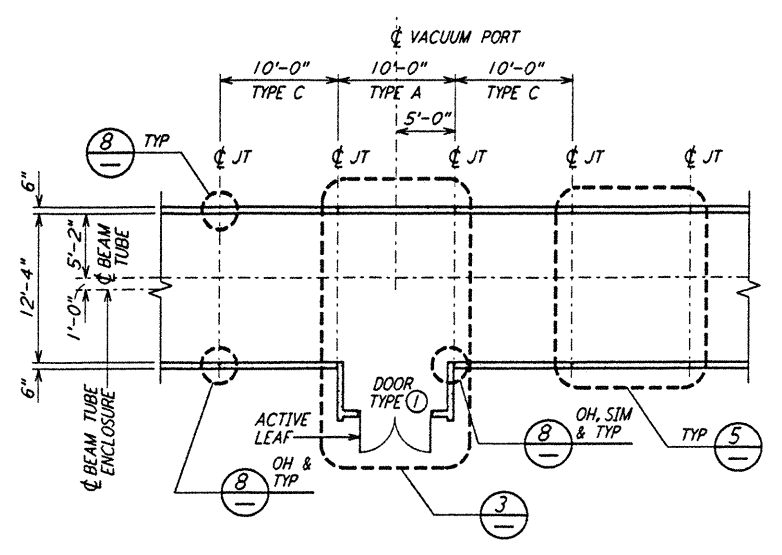 ℄ VACUUM PORT
10'-0"
10'-0"
10'-0"
TYPE C
TYPE A
TYPE C
5'-0"
8
TYP
℄ JT
℄ JT
℄ JT
℄ JT
℄ JT
6"
5'-2"
℄ BEAM
TUBE
12'-4"
1'-0"
6"
℄ BEAM TUBE
ENCLOSURE
DOOR
TYPE 1
ACTIVE
LEAF
OH, SIM
& TYP
8
TYP
5
OH &
TYP
8
3